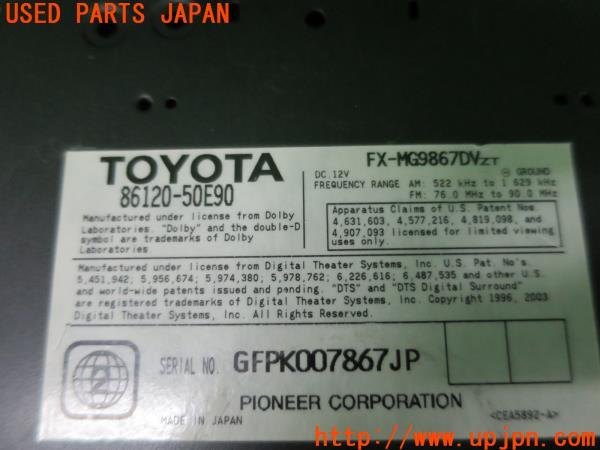 USED PARTS JAPAN
TOYOTA
86120-50E90
FX-MG9867DVZT
DC.12V
GROUND
FREQUENCY RANGE AM: 522 kHz to 1 629 kHz
FM: 76.0 MHz to 90.0 MHz
Manufactured under license from Dolby
Laboratories. "Dolby" and the double-D
symbol are trademarks of Dolby
Laboratories
Apparatus Claims of U.S. Patent Nos.
4,631,603, 4,577,216, 4,819,098, and
4,907,093 licensed for limited viewing
uses only.
Manufactured under license from Digital Theater Systems, Inc. U.S. Pat. No's.
5,451,942; 5,956,674; 5,974,380; 5,978,762; 6,226,616; 6,487,535 and other U.S.
and world-wide patents issued and pending. "DTS" and "DTS Digital Surround"
are registered trademarks of Digital Theater Systems, Inc. Copyright 1996, 2003
Digital Theater Systems, Inc. All Rights Reserved.
SERIAL NO. GFPK007867JP
PIONEER CORPORATION
MADE IN JAPAN
<CEA5892-A>
UPJ 中古部品 http://www.upjpn.com